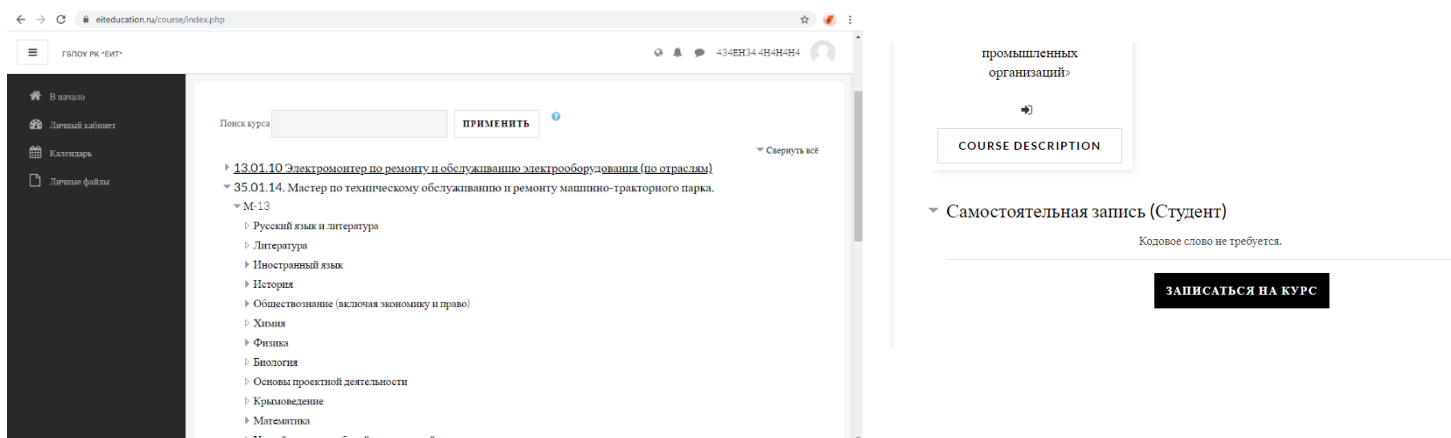 eiteducation.ru/course/index.php
ГБПОУ РК "ЕИТ"
434ЕН34 4Н4Н4Н4
В начало
Личный кабинет
Календарь
Личные файлы
Поиск курса
ПРИМЕНИТЬ
Свернуть всё
13.01.10 Электромонтер по ремонту и обслуживанию электрооборудования (по отраслям)
35.01.14. Мастер по техническому обслуживанию и ремонту машинно-тракторного парка.
М-13
Русский язык и литература
Литература
Иностранный язык
История
Обществознание (включая экономику и право)
Химия
Физика
Биология
Основы проектной деятельности
Крымоведение
Математика
промышленных
организаций»
COURSE DESCRIPTION
Самостоятельная запись (Студент)
Кодовое слово не требуется.
ЗАПИСАТЬСЯ НА КУРС